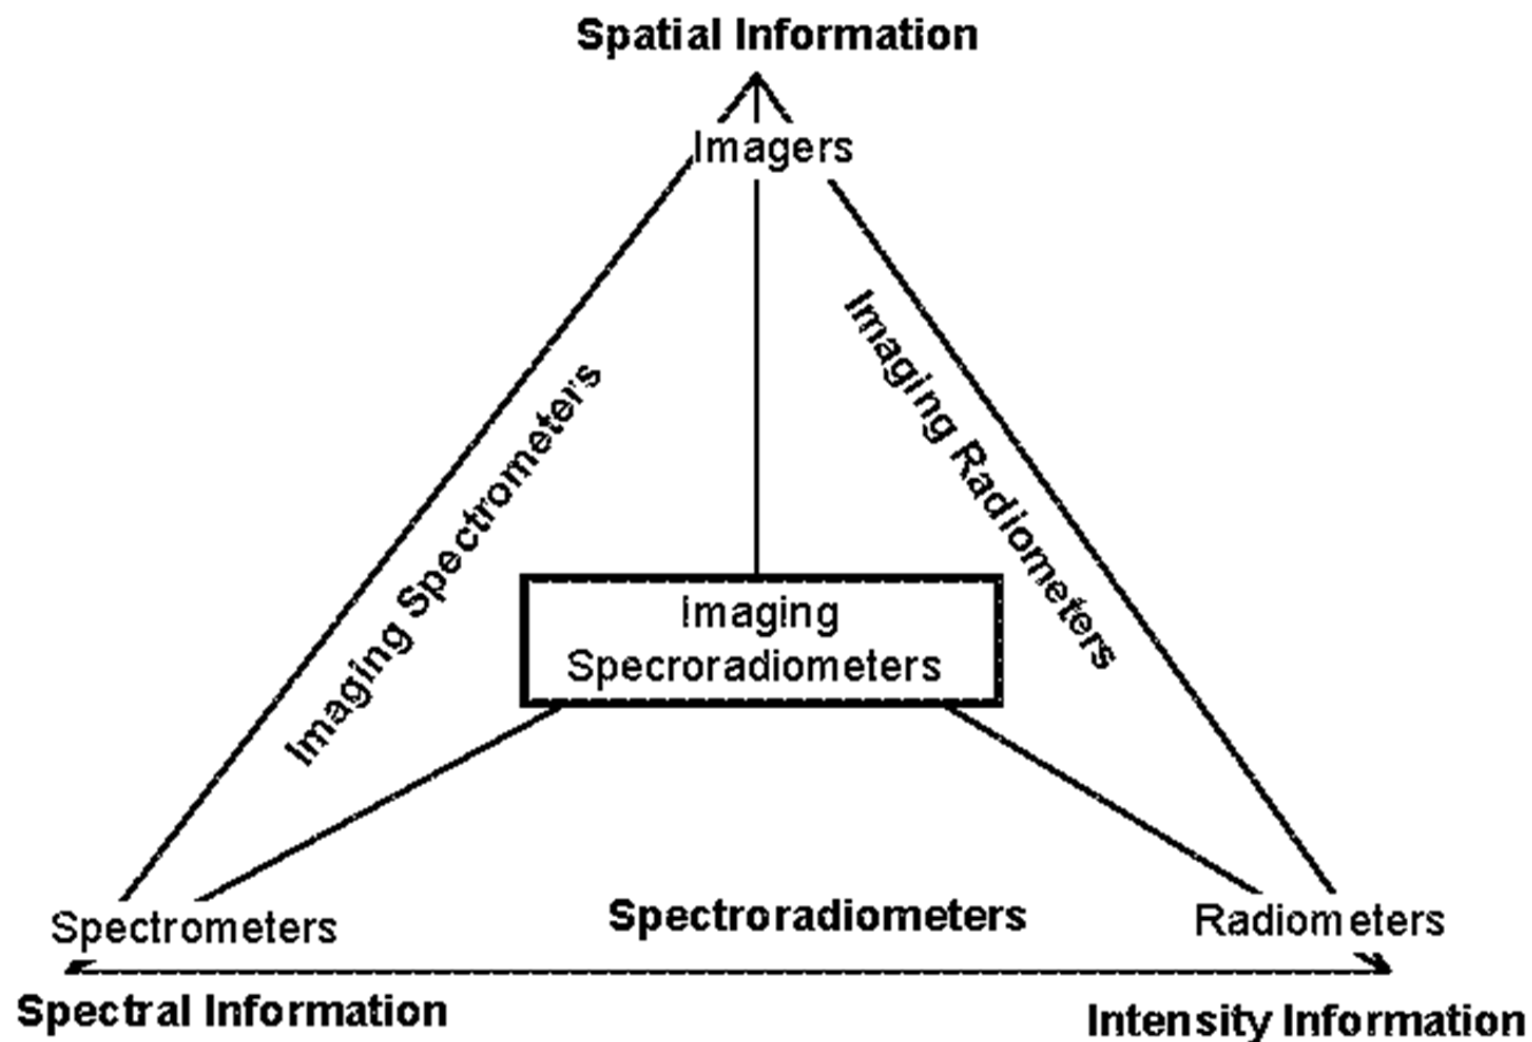 Spatial Information
Imagers
Imaging Spectrometers
Imaging Radiometers
Imaging
Specroradiometers
Spectrometers
Spectroradiometers
Radiometers
Spectral Information
Intensity Information